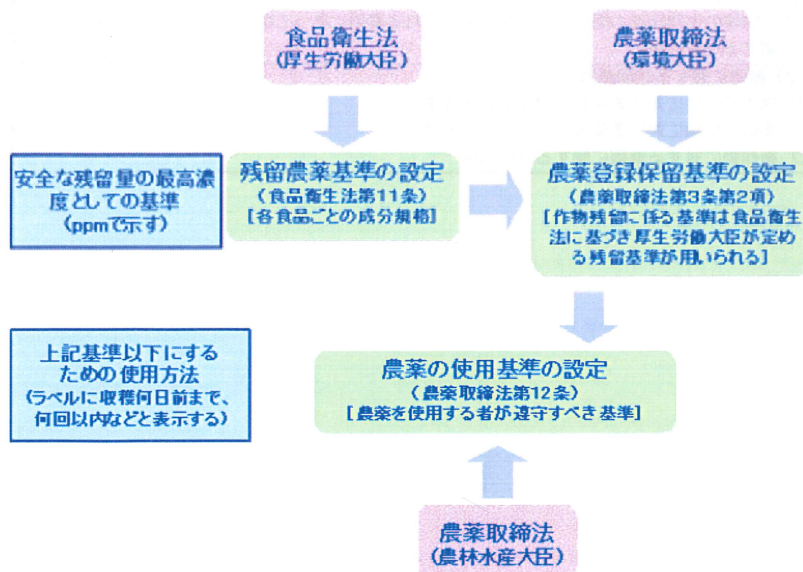 食品衛生法
(厚生労働大臣)
農薬取締法
(環境大臣)
安全な残留量の最高濃
度としての基準
(ppmで示す)
残留農薬基準の設定
(食品衛生法第11条)
[各食品ごとの成分規格]
農薬登録保留基準の設定
(農薬取締法第3条第2項)
[作物残留に係る基準は食品衛生
法に基づき厚生労働大臣が定め
る残留基準が用いられる]
上記基準以下にする
ための使用方法
(ラベルに収穫何日前まで、
何回以内などと表示する)
農薬の使用基準の設定
(農薬取締法第12条)
[農薬を使用する者が遵守すべき基準]
農薬取締法
(農林水産大臣)